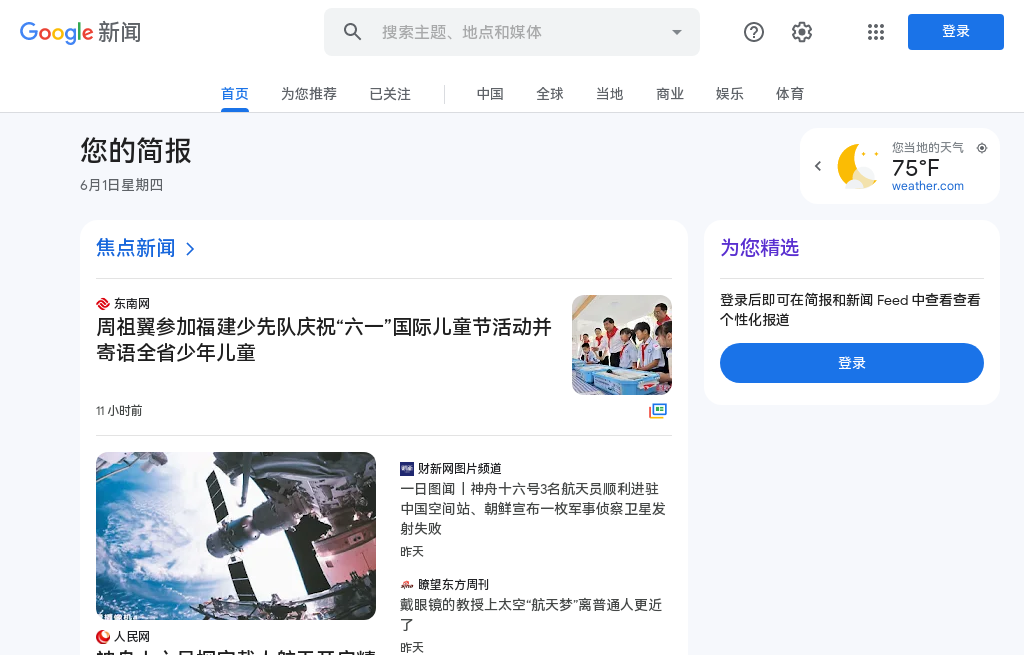 Google 新闻
搜索主题、地点和媒体
登录
首页
为您推荐
已关注
中国
全球
当地
商业
娱乐
体育
您的简报
6月1日星期四
您当地的天气
75°F
weather.com
焦点新闻
东南网
周祖翼参加福建少先队庆祝“六一”国际儿童节活动并
寄语全省少年儿童
11 小时前
财新网图片频道
一日图闻丨神舟十六号3名航天员顺利进驻
中国空间站、朝鲜宣布一枚军事侦察卫星发
射失败
昨天
瞭望东方周刊
戴眼镜的教授上太空“航天梦”离普通人更近
了
昨天
人民网
为您精选
登录后即可在简报和新闻 Feed 中查看查看
个性化报道
登录